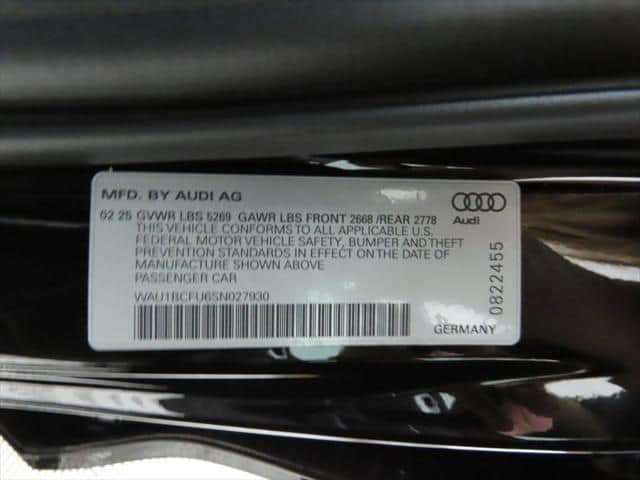 MFD. BY AUDI AG
Audi
02 25 GVWR LBS 5269 GAWR LBS FRONT 2668 /REAR 2778
THIS VEHICLE CONFORMS TO ALL APPLICABLE U.S.
FEDERAL MOTOR VEHICLE SAFETY, BUMPER AND THEFT
PREVENTION STANDARDS IN EFFECT ON THE DATE OF
MANUFACTURE SHOWN ABOVE
PASSENGER CAR
WAU1BCFU6SN027930
0822455
GERMANY